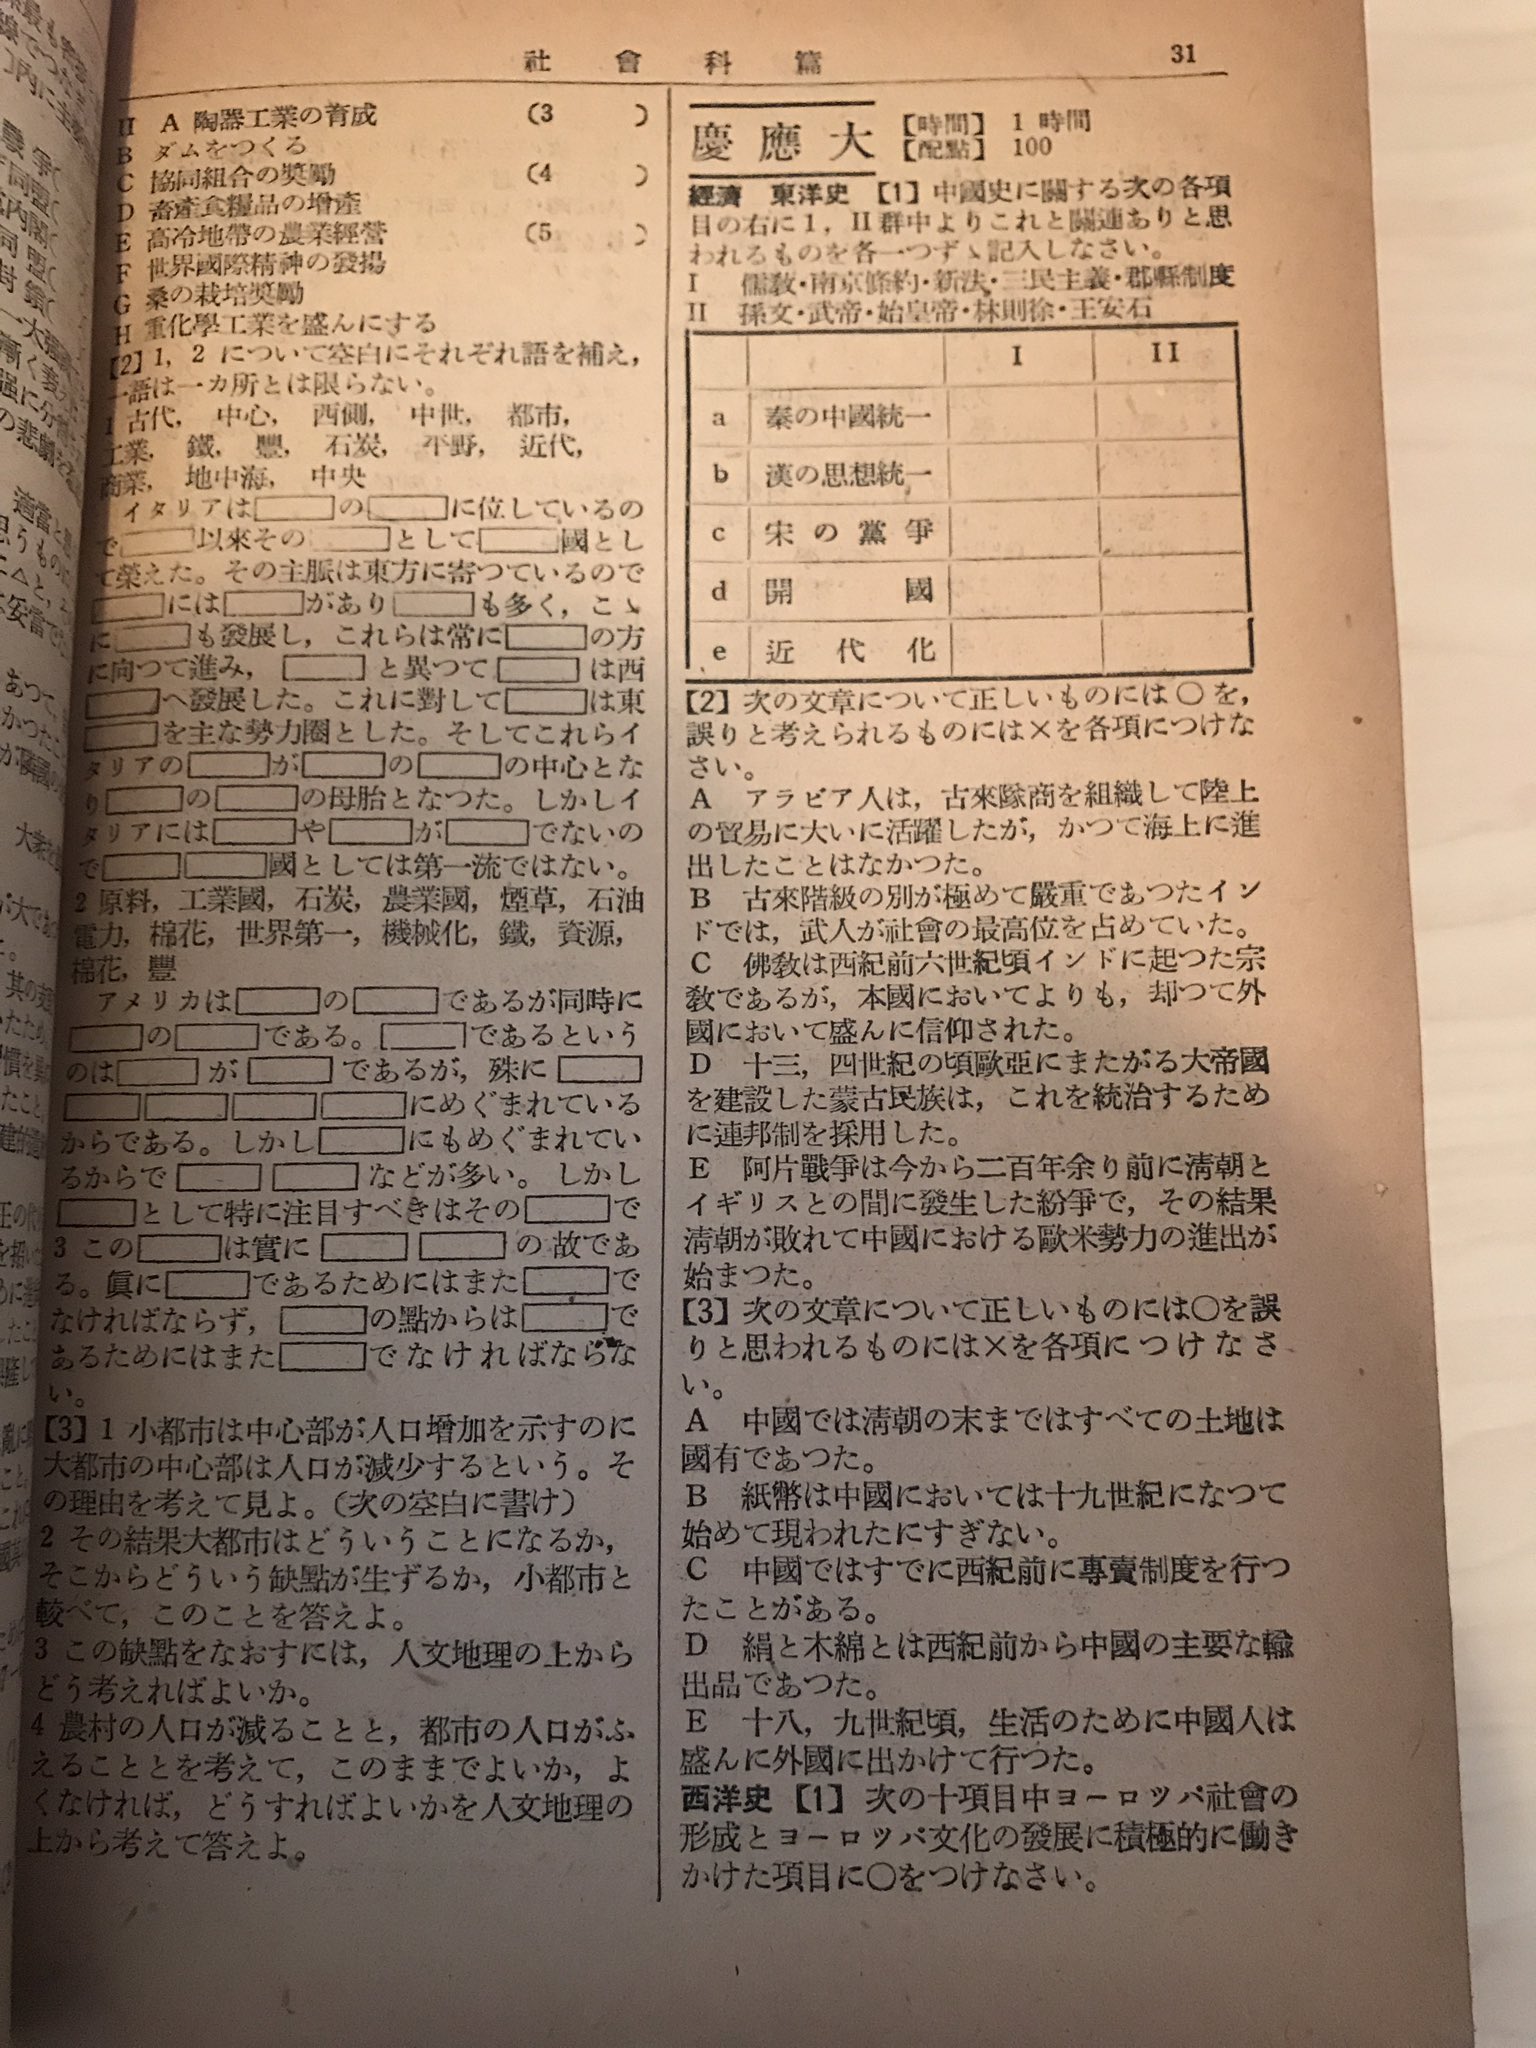 社會科篇 31
II A 陶器工業の育成 (3 )
B ダムをつくる
C 協同組合の奬勵 (4 )
D 畜產食糧品の增產
E 高冷地帶の農業經營 (5 )
F 世界國際精神の發揚
G 桑の栽培奬勵
H 重化學工業を盛んにする
【2】1，2 について空白にそれぞれ語を補え，
一語は一カ所とは限らない。
1 古代， 中心， 西側， 中世， 都市，
工業， 鐵， 豐， 石炭， 平野， 近代，
商業， 地中海， 中央
イタリアは□の□に位しているの
で□以來その□として□國とし
て榮えた。その主脈は東方に寄つているので
□には□があり□も多く，こゝ
に□も發展し，これらは常に□の方
に向つて進み，□と異つて□は西
□へ發展した。これに對して□は東
□を主な勢力圈とした。そしてこれらイ
タリアの□が□の□の中心とな
り□の□の母胎となつた。しかしイ
タリアには□や□が□でないの
で□□國としては第一流ではない。
2 原料，工業國，石炭，農業國，煙草，石油
電力，棉花，世界第一，機械化，鐵，資源，
棉花，豐
アメリカは□の□であるが同時に
□の□である。□であるという
のは□が□であるが，殊に□
□□□□にめぐまれている
からである。しかし□にもめぐまれてい
るからで□□などが多い。しかし
□として特に注目すべきはその□で
3 この□は實に□□の故であ
る。眞に□であるためにはまた□で
なければならず，□の點からは□で
あるためにはまた□でなければならな
い。
【3】1 小都市は中心部が人口增加を示すのに
大都市の中心部は人口が減少するという。そ
の理由を考えて見よ。（次の空白に書け）
2 その結果大都市はどういうことになるか，
そこからどういう缺點が生ずるか，小都市と
較べて，このことを答えよ。
3 この缺點をなおすには，人文地理の上から
どう考えればよいか。
4 農村の人口が減ることと，都市の人口がふ
えることとを考えて，このままでよいか，よ
くなければ，どうすればよいかを人文地理の
上から考えて答えよ。
慶應大 【時間】 1 時間
【配點】 100
經濟 東洋史 【1】中國史に關する次の各項
目の右に1，II群中よりこれと關連ありと思
われるものを各一つずゝ記入しなさい。
I 儒敎・南京條約・新法・三民主義・郡縣制度
II 孫文・武帝・始皇帝・林則徐・王安石
I II
a 秦の中國統一
b 漢の思想統一
c 宋の黨爭
d 開國
e 近代化
【2】次の文章について正しいものには〇を，
誤りと考えられるものには×を各項につけな
さい。
A アラビア人は，古來隊商を組織して陸上
の貿易に大いに活躍したが，かつて海上に進
出したことはなかつた。
B 古來階級の別が極めて嚴重であつたイン
ドでは，武人が社會の最高位を占めていた。
C 佛敎は西紀前六世紀頃インドに起つた宗
敎であるが，本國においてよりも，却つて外
國において盛んに信仰された。
D 十三，四世紀の頃歐亞にまたがる大帝國
を建設した蒙古民族は，これを統治するため
に連邦制を採用した。
E 阿片戰爭は今から二百年余り前に淸朝と
イギリスとの間に發生した紛爭で，その結果
淸朝が敗れて中國における歐米勢力の進出が
始まつた。
【3】次の文章について正しいものには〇を誤
りと思われるものには×を各項につけなさ
い。
A 中國では淸朝の末まではすべての土地は
國有であつた。
B 紙幣は中國においては十九世紀になつて
始めて現われたにすぎない。
C 中國ではすでに西紀前に專賣制度を行つ
たことがある。
D 絹と木綿とは西紀前から中國の主要な輸
出品であつた。
E 十八，九世紀頃，生活のために中國人は
盛んに外國に出かけて行つた。
西洋史【1】次の十項目中ヨーロツパ社會の
形成とヨーロツパ文化の發展に積極的に働き
かけた項目に〇をつけなさい。